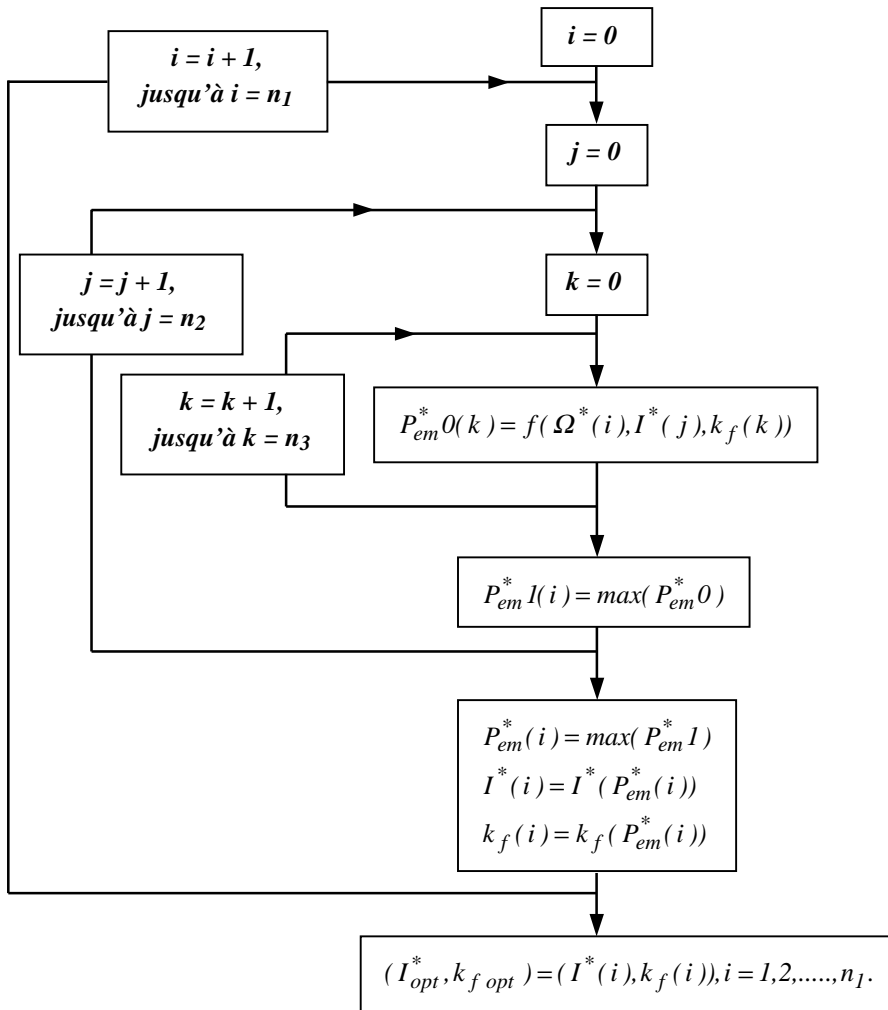 i = 0
i = i + 1,
jusqu'à i = n₁
j = 0
j = j + 1,
jusqu'à j = n₂
k = 0
k = k + 1,
jusqu'à k = n₃
P*em0(k) = f(Ω*(i),I*(j),kf(k))
P*em1(i) = max(P*em0)
P*em(i) = max(P*em1)
I*(i) = I*(P*em(i))
kf(i) = kf(P*em(i))
(I*opt,kf opt) = (I*(i),kf(i)),i = 1,2,.....,n₁.